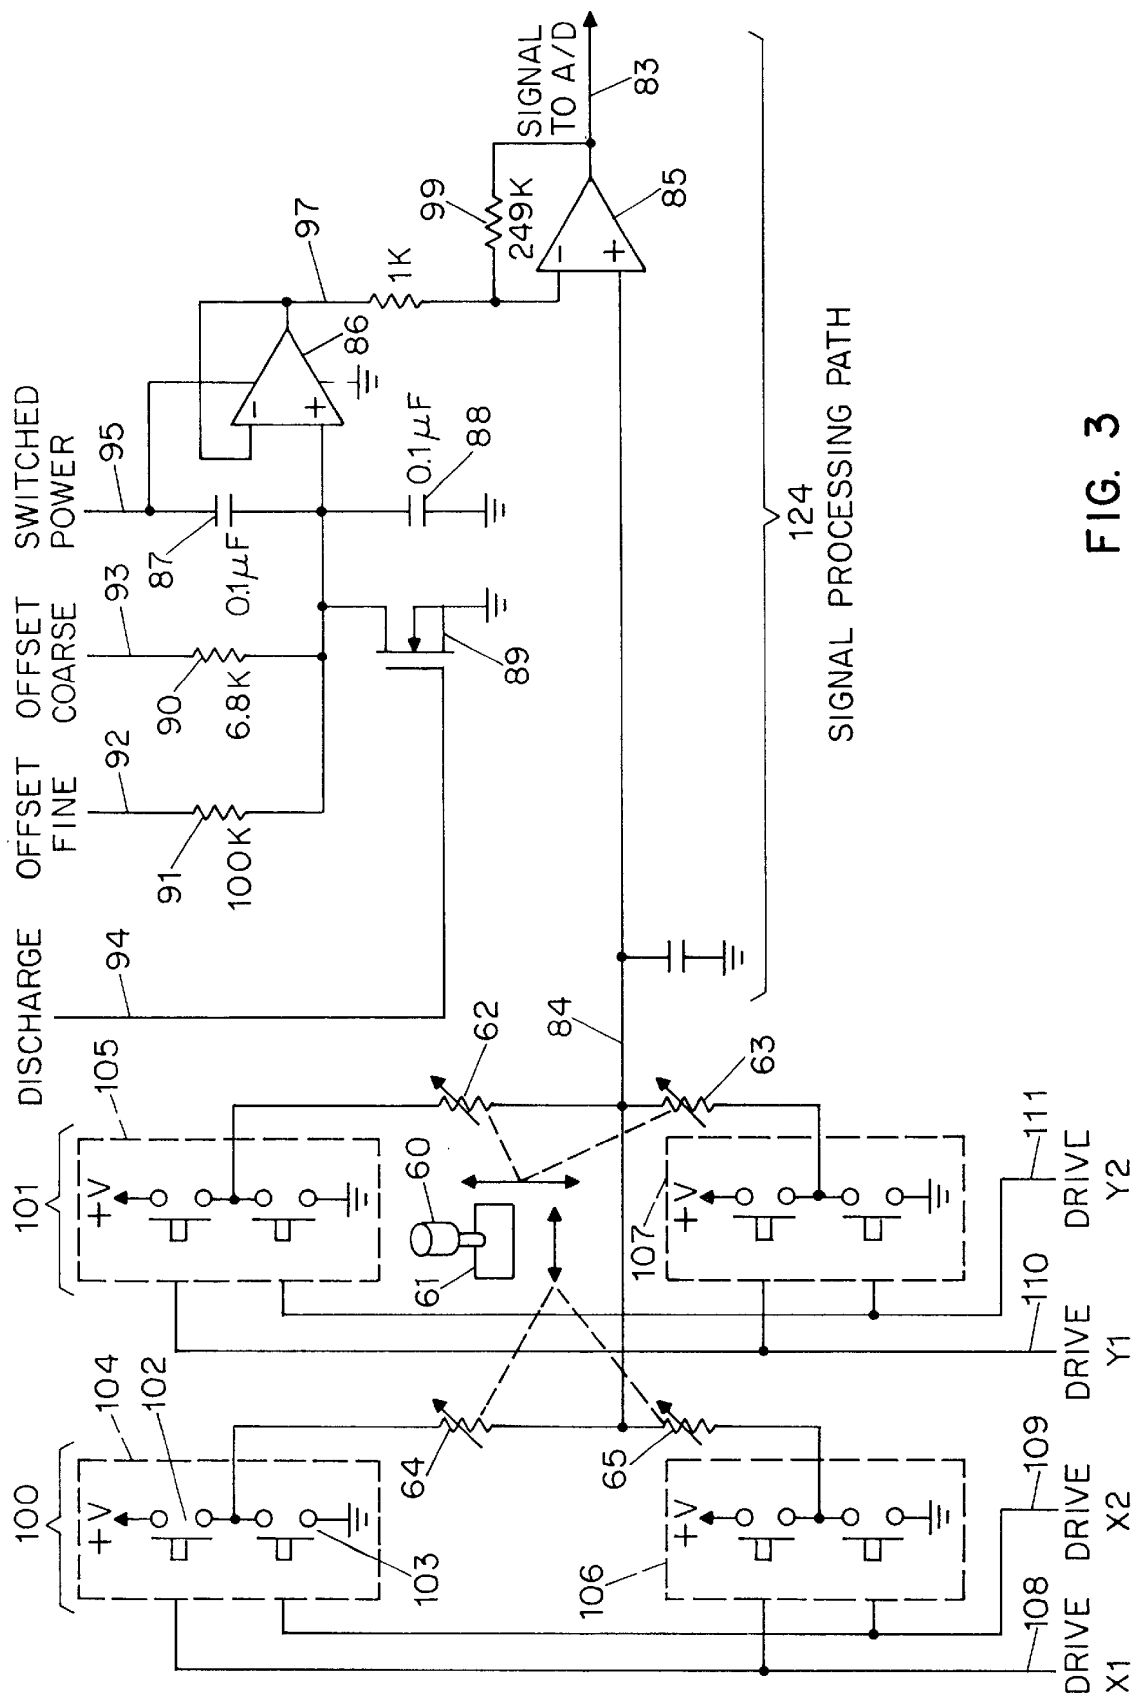 DISCHARGE
OFFSET
FINE
OFFSET
COARSE
SWITCHED
POWER
94
92
93
95
91
100K
90
6.8K
87
0.1μF
−
+
86
97
89
0.1μF
88
1K
99
249K
−
+
85
SIGNAL
TO A/D
83
100
104
102
+V
103
101
105
+V
64
60
61
62
84
65
63
106
+V
107
+V
108
109
110
111
DRIVE
X1
DRIVE
X2
DRIVE
Y1
DRIVE
Y2
124
SIGNAL PROCESSING PATH
FIG. 3